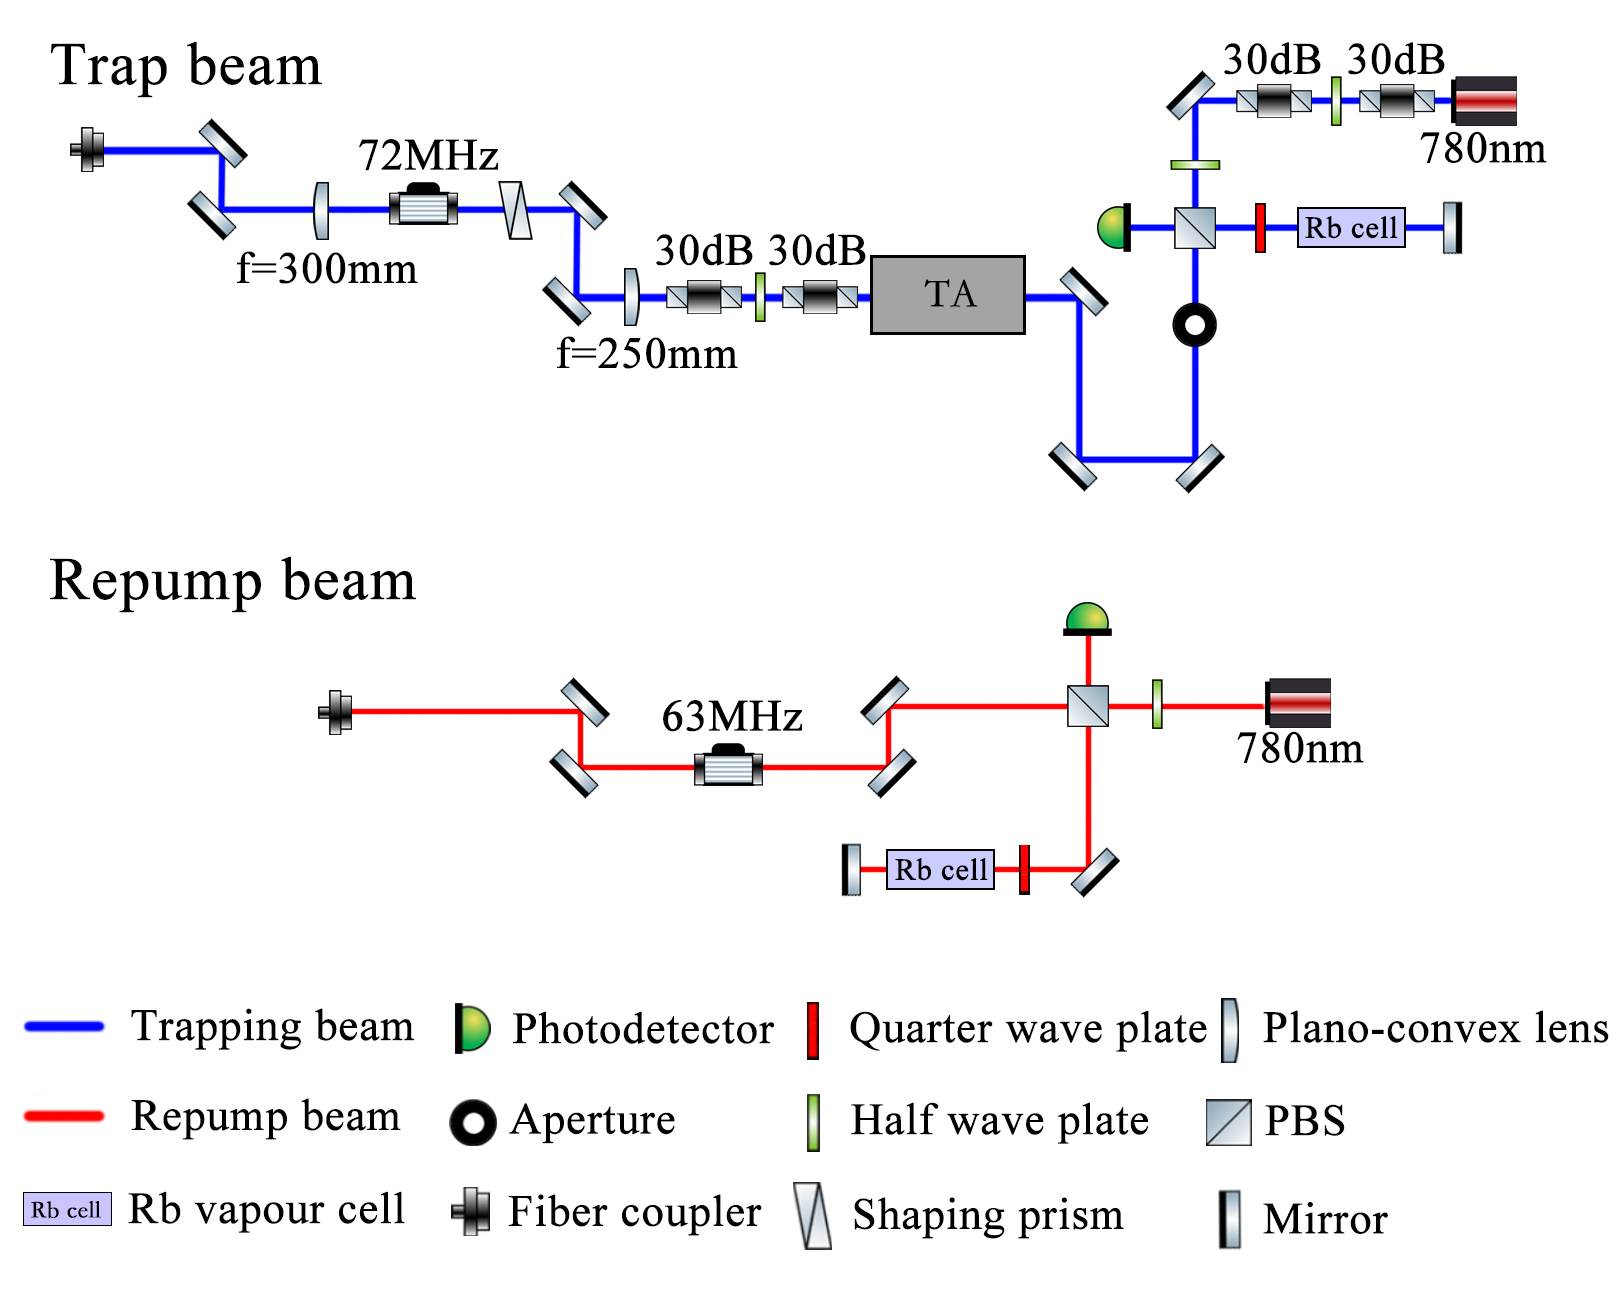 Trap beam
30dB 30dB
780nm
72MHz
f=300mm
Rb cell
30dB 30dB
TA
f=250mm
Repump beam
63MHz
780nm
Rb cell
Trapping beam
Photodetector
Quarter wave plate
Plano-convex lens
Repump beam
Aperture
Half wave plate
PBS
Rb cell
Rb vapour cell
Fiber coupler
Shaping prism
Mirror